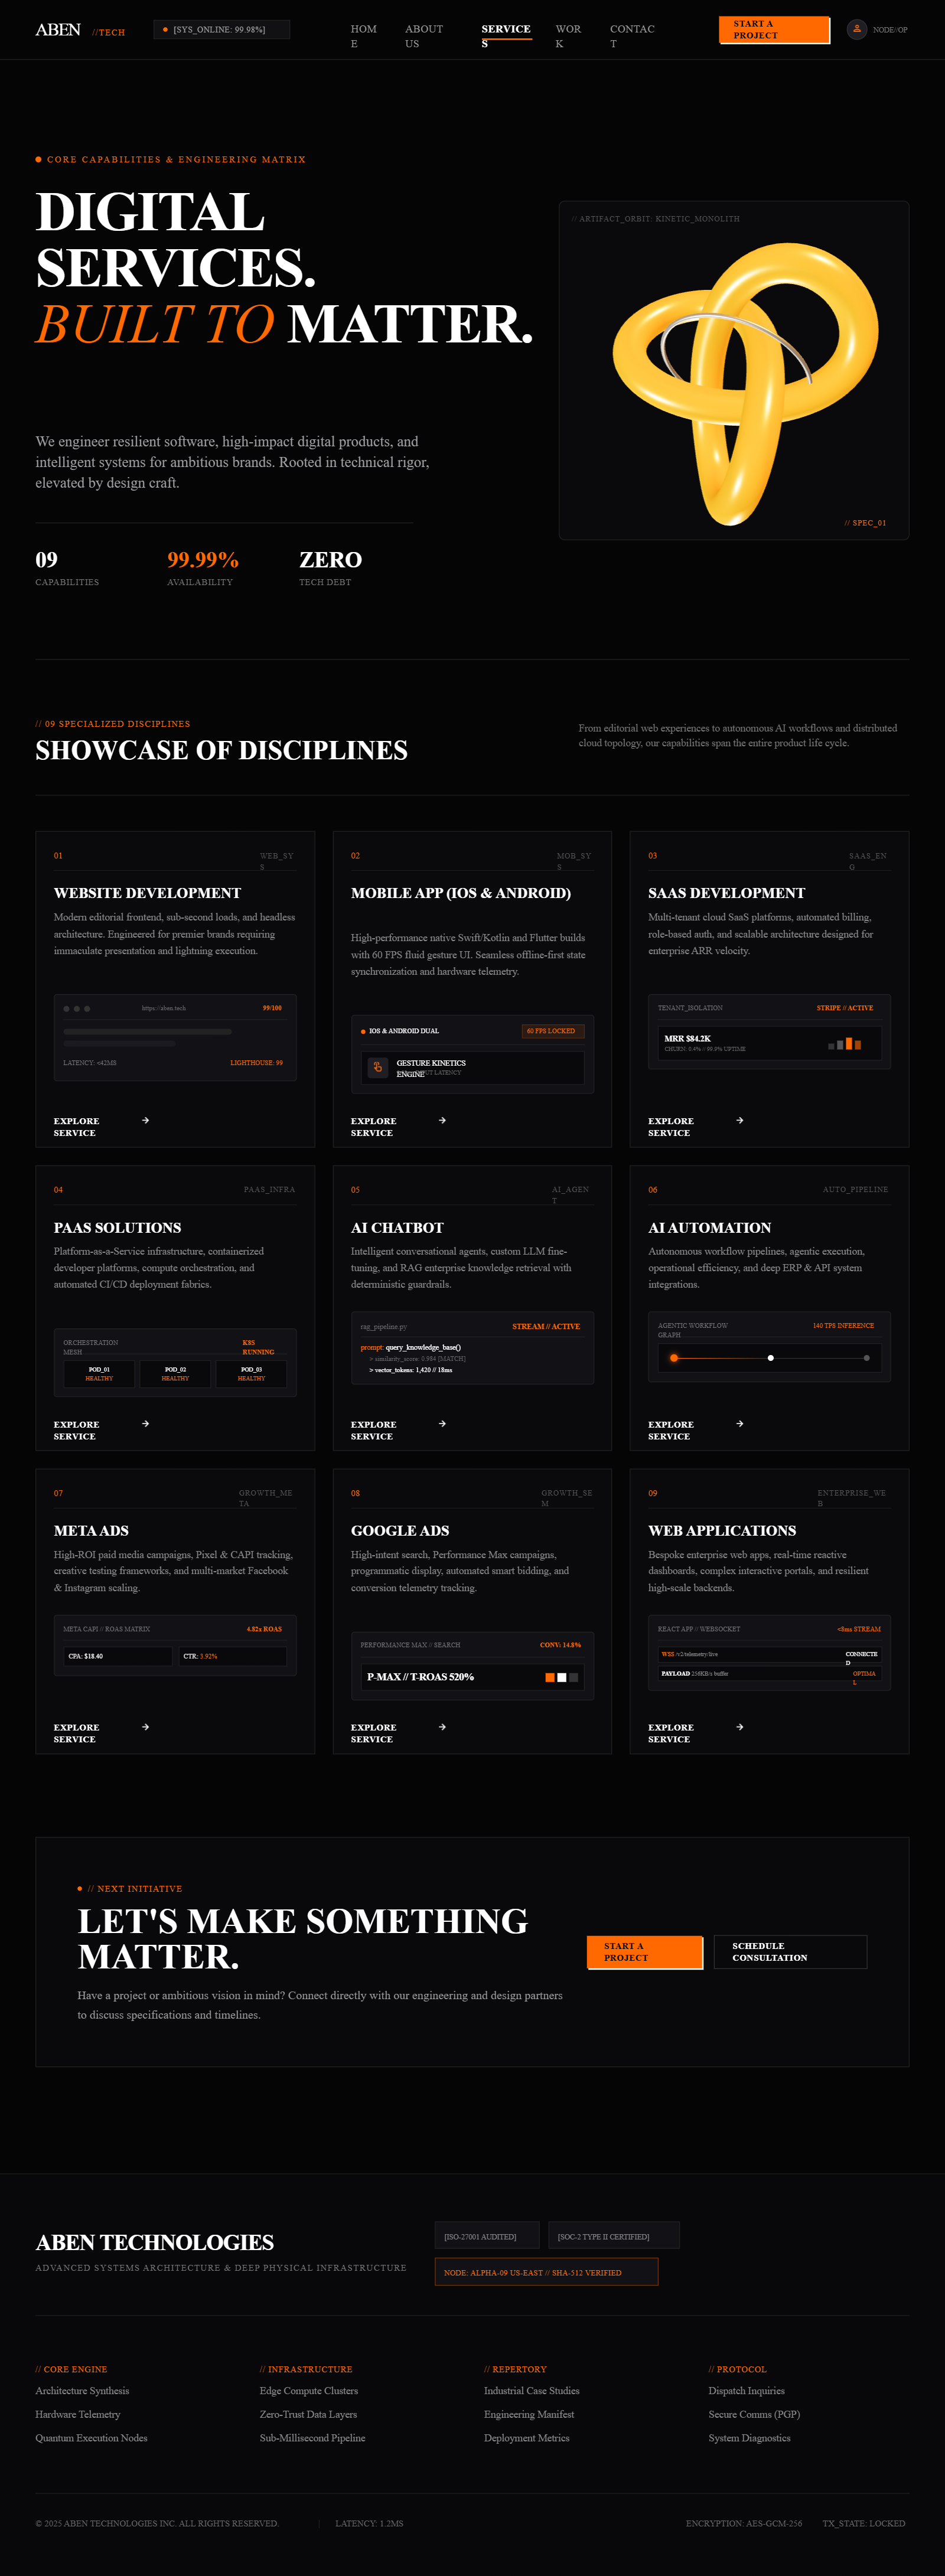 ABEN //TECH
[SYS_ONLINE: 99.98%]
HOM
E
ABOUT
US
SERVICE
S
WOR
K
CONTAC
T
START A
PROJECT
NODE//OP
CORE CAPABILITIES & ENGINEERING MATRIX
DIGITAL
SERVICES.
BUILT TO MATTER.
// ARTIFACT_ORBIT: KINETIC_MONOLITH
// SPEC_01
We engineer resilient software, high-impact digital products, and
intelligent systems for ambitious brands. Rooted in technical rigor,
elevated by design craft.
09
CAPABILITIES
99.99%
AVAILABILITY
ZERO
TECH DEBT
// 09 SPECIALIZED DISCIPLINES
SHOWCASE OF DISCIPLINES
From editorial web experiences to autonomous AI workflows and distributed
cloud topology, our capabilities span the entire product life cycle.
01
WEB_SY
S
WEBSITE DEVELOPMENT
Modern editorial frontend, sub-second loads, and headless
architecture. Engineered for premier brands requiring
immaculate presentation and lightning execution.
https://aben.tech
99/100
LATENCY: <42MS
LIGHTHOUSE: 99
EXPLORE
SERVICE
02
MOB_SY
S
MOBILE APP (IOS & ANDROID)
High-performance native Swift/Kotlin and Flutter builds
with 60 FPS fluid gesture UI. Seamless offline-first state
synchronization and hardware telemetry.
IOS & ANDROID DUAL
60 FPS LOCKED
GESTURE KINETICS
ENGINE
LATENCY
EXPLORE
SERVICE
03
SAAS_EN
G
SAAS DEVELOPMENT
Multi-tenant cloud SaaS platforms, automated billing,
role-based auth, and scalable architecture designed for
enterprise ARR velocity.
TENANT_ISOLATION
STRIPE // ACTIVE
MRR $84.2K
CHURN: 0.4% // 99.9% UPTIME
EXPLORE
SERVICE
04
PAAS_INFRA
PAAS SOLUTIONS
Platform-as-a-Service infrastructure, containerized
developer platforms, compute orchestration, and
automated CI/CD deployment fabrics.
ORCHESTRATION
MESH
K8S
RUNNING
POD_01
HEALTHY
POD_02
HEALTHY
POD_03
HEALTHY
EXPLORE
SERVICE
05
AI_AGEN
T
AI CHATBOT
Intelligent conversational agents, custom LLM fine-
tuning, and RAG enterprise knowledge retrieval with
deterministic guardrails.
rag_pipeline.py
STREAM // ACTIVE
prompt: query_knowledge_base()
> similarity_score: 0.984 [MATCH]
> vector_tokens: 1,420 // 18ms
EXPLORE
SERVICE
06
AUTO_PIPELINE
AI AUTOMATION
Autonomous workflow pipelines, agentic execution,
operational efficiency, and deep ERP & API system
integrations.
AGENTIC WORKFLOW
GRAPH
140 TPS INFERENCE
EXPLORE
SERVICE
07
GROWTH_ME
TA
META ADS
High-ROI paid media campaigns, Pixel & CAPI tracking,
creative testing frameworks, and multi-market Facebook
& Instagram scaling.
META CAPI // ROAS MATRIX
4.82x ROAS
CPA: $18.40
CTR: 3.92%
EXPLORE
SERVICE
08
GROWTH_SE
M
GOOGLE ADS
High-intent search, Performance Max campaigns,
programmatic display, automated smart bidding, and
conversion telemetry tracking.
PERFORMANCE MAX // SEARCH
CONV: 14.8%
P-MAX // T-ROAS 520%
EXPLORE
SERVICE
09
ENTERPRISE_WE
B
WEB APPLICATIONS
Bespoke enterprise web apps, real-time reactive
dashboards, complex interactive portals, and resilient
high-scale backends.
REACT APP // WEBSOCKET
<8ms STREAM
WSS /v2/telemetry/live
CONNECTE
D
PAYLOAD 256KB/s buffer
OPTIMA
L
EXPLORE
SERVICE
// NEXT INITIATIVE
LET'S MAKE SOMETHING
MATTER.
Have a project or ambitious vision in mind? Connect directly with our engineering and design partners
to discuss specifications and timelines.
START A
PROJECT
SCHEDULE
CONSULTATION
ABEN TECHNOLOGIES
ADVANCED SYSTEMS ARCHITECTURE & DEEP PHYSICAL INFRASTRUCTURE
[ISO-27001 AUDITED]
[SOC-2 TYPE II CERTIFIED]
NODE: ALPHA-09 US-EAST // SHA-512 VERIFIED
// CORE ENGINE
Architecture Synthesis
Hardware Telemetry
Quantum Execution Nodes
// INFRASTRUCTURE
Edge Compute Clusters
Zero-Trust Data Layers
Sub-Millisecond Pipeline
// REPERTORY
Industrial Case Studies
Engineering Manifest
Deployment Metrics
// PROTOCOL
Dispatch Inquiries
Secure Comms (PGP)
System Diagnostics
© 2025 ABEN TECHNOLOGIES INC. ALL RIGHTS RESERVED.
|
LATENCY: 1.2MS
ENCRYPTION: AES-GCM-256
TX_STATE: LOCKED